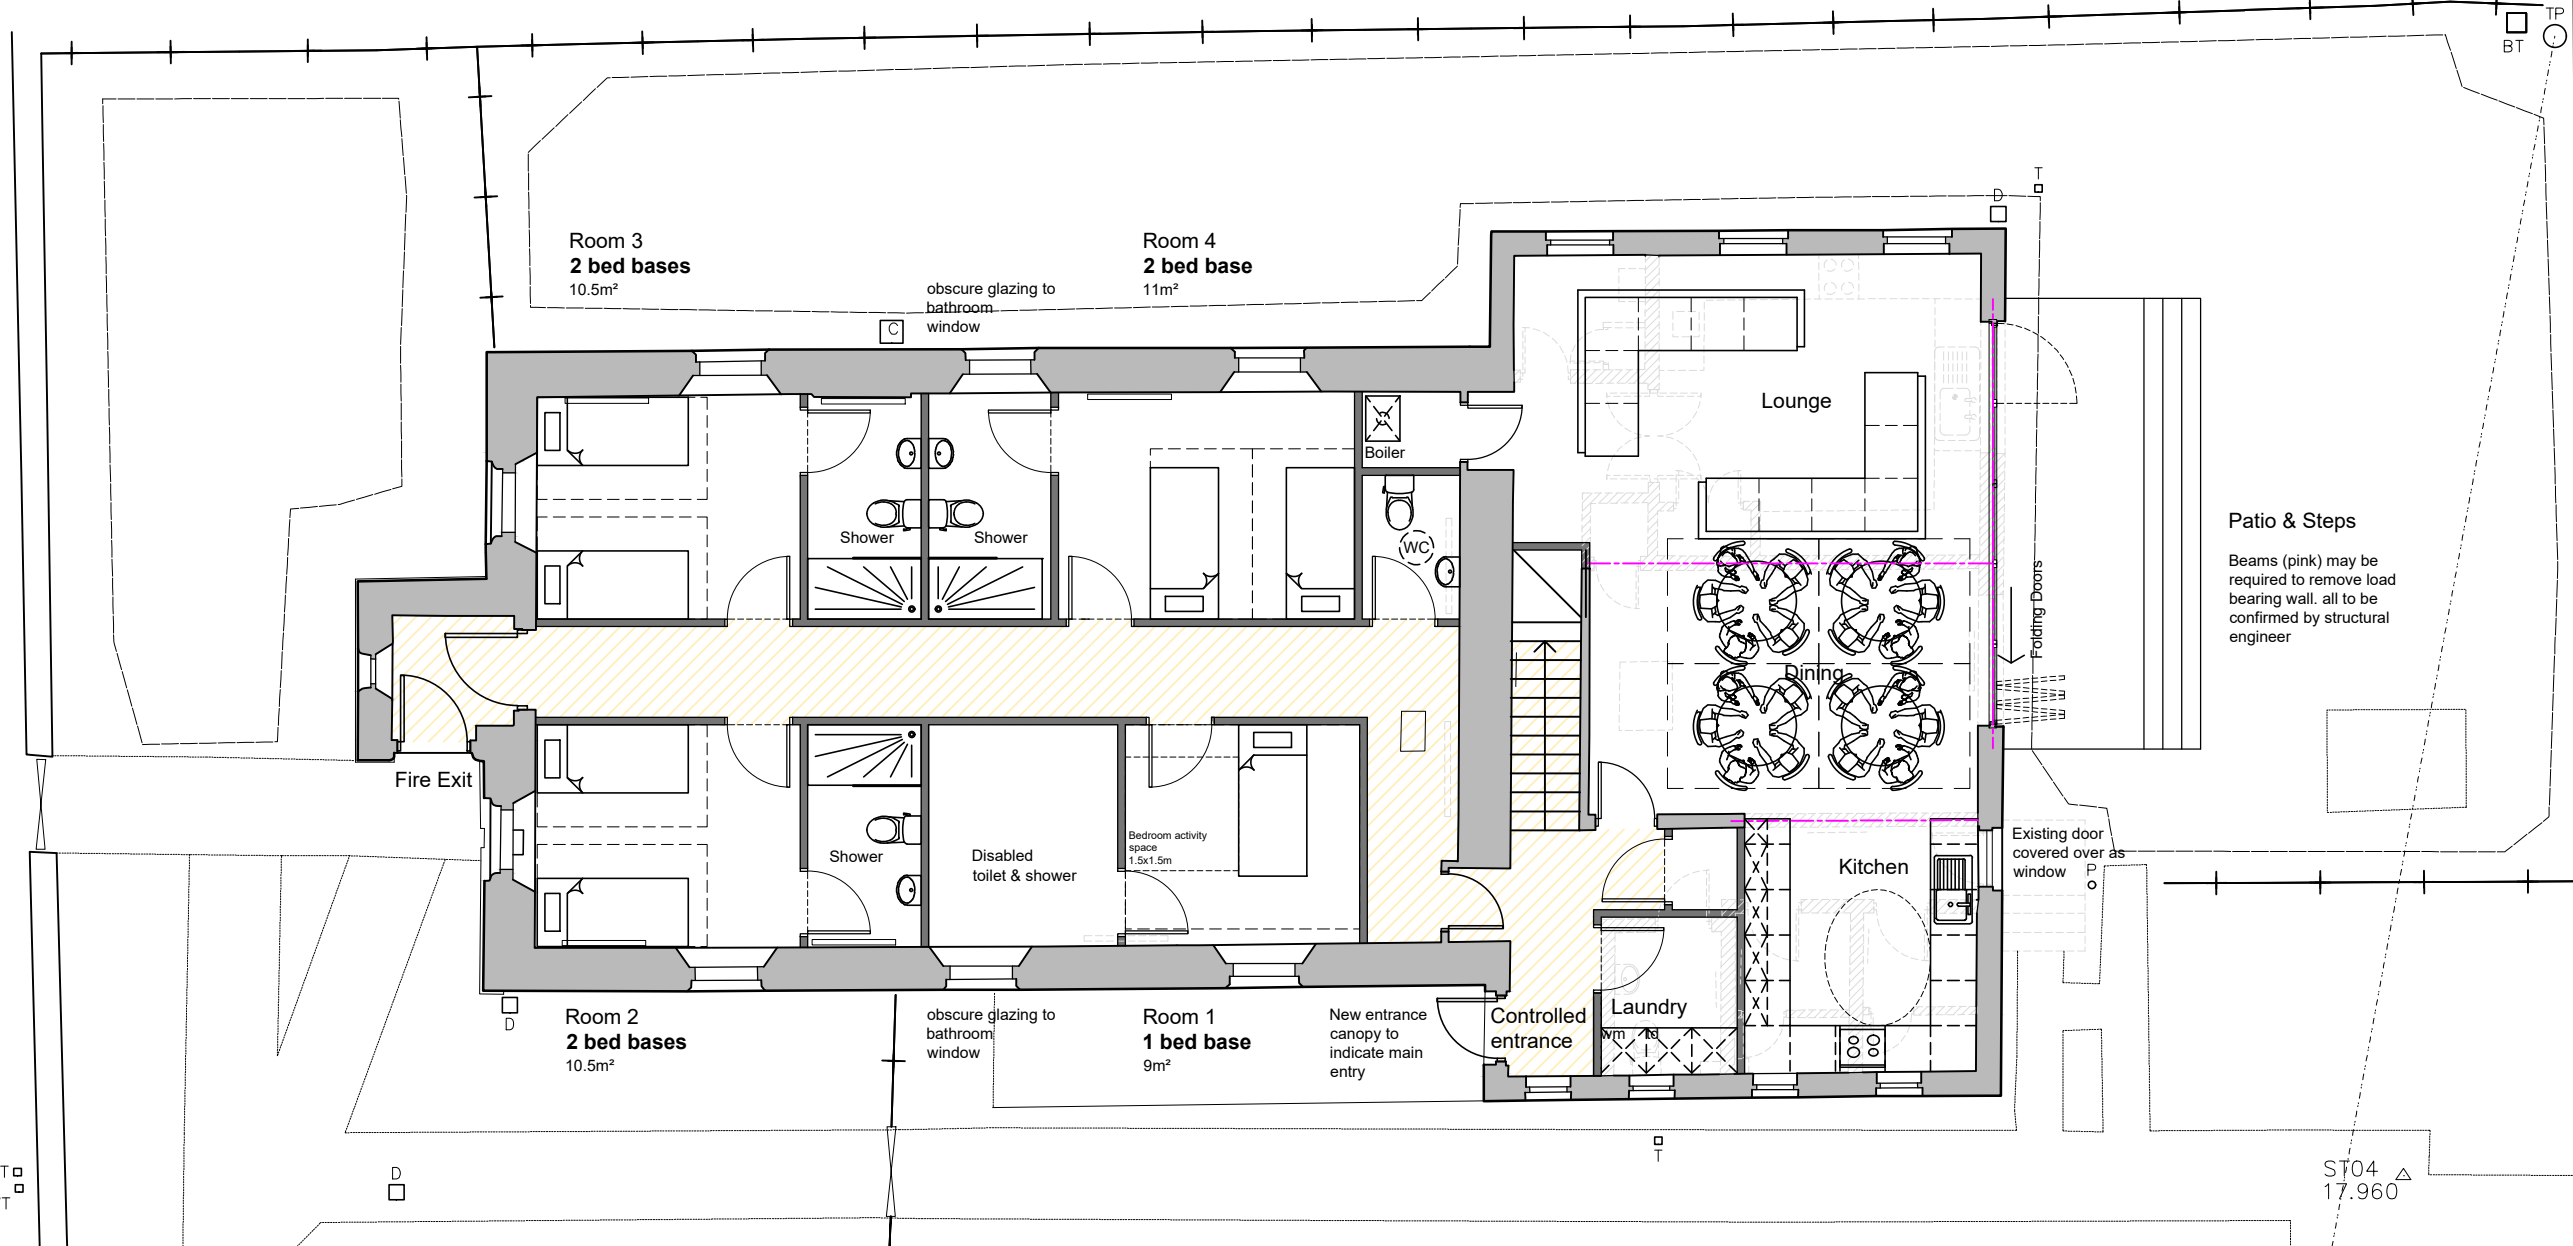 TP
BT
T
D
Room 3
2 bed bases
10.5m²
Room 4
2 bed base
11m²
obscure glazing to
bathroom
window
C
Lounge
Boiler
Shower
Shower
WC
Patio & Steps
Beams (pink) may be
required to remove load
bearing wall. all to be
confirmed by structural
engineer
Folding Doors
Dining
Fire Exit
Shower
Disabled
toilet & shower
Bedroom activity
space
1.5x1.5m
Kitchen
Existing door
covered over as
window
P
D
Room 2
2 bed bases
10.5m²
obscure glazing to
bathroom
window
Room 1
1 bed base
9m²
New entrance
canopy to
indicate main
entry
Controlled
entrance
Laundry
wm td
T
D
T
T
ST04
17.960